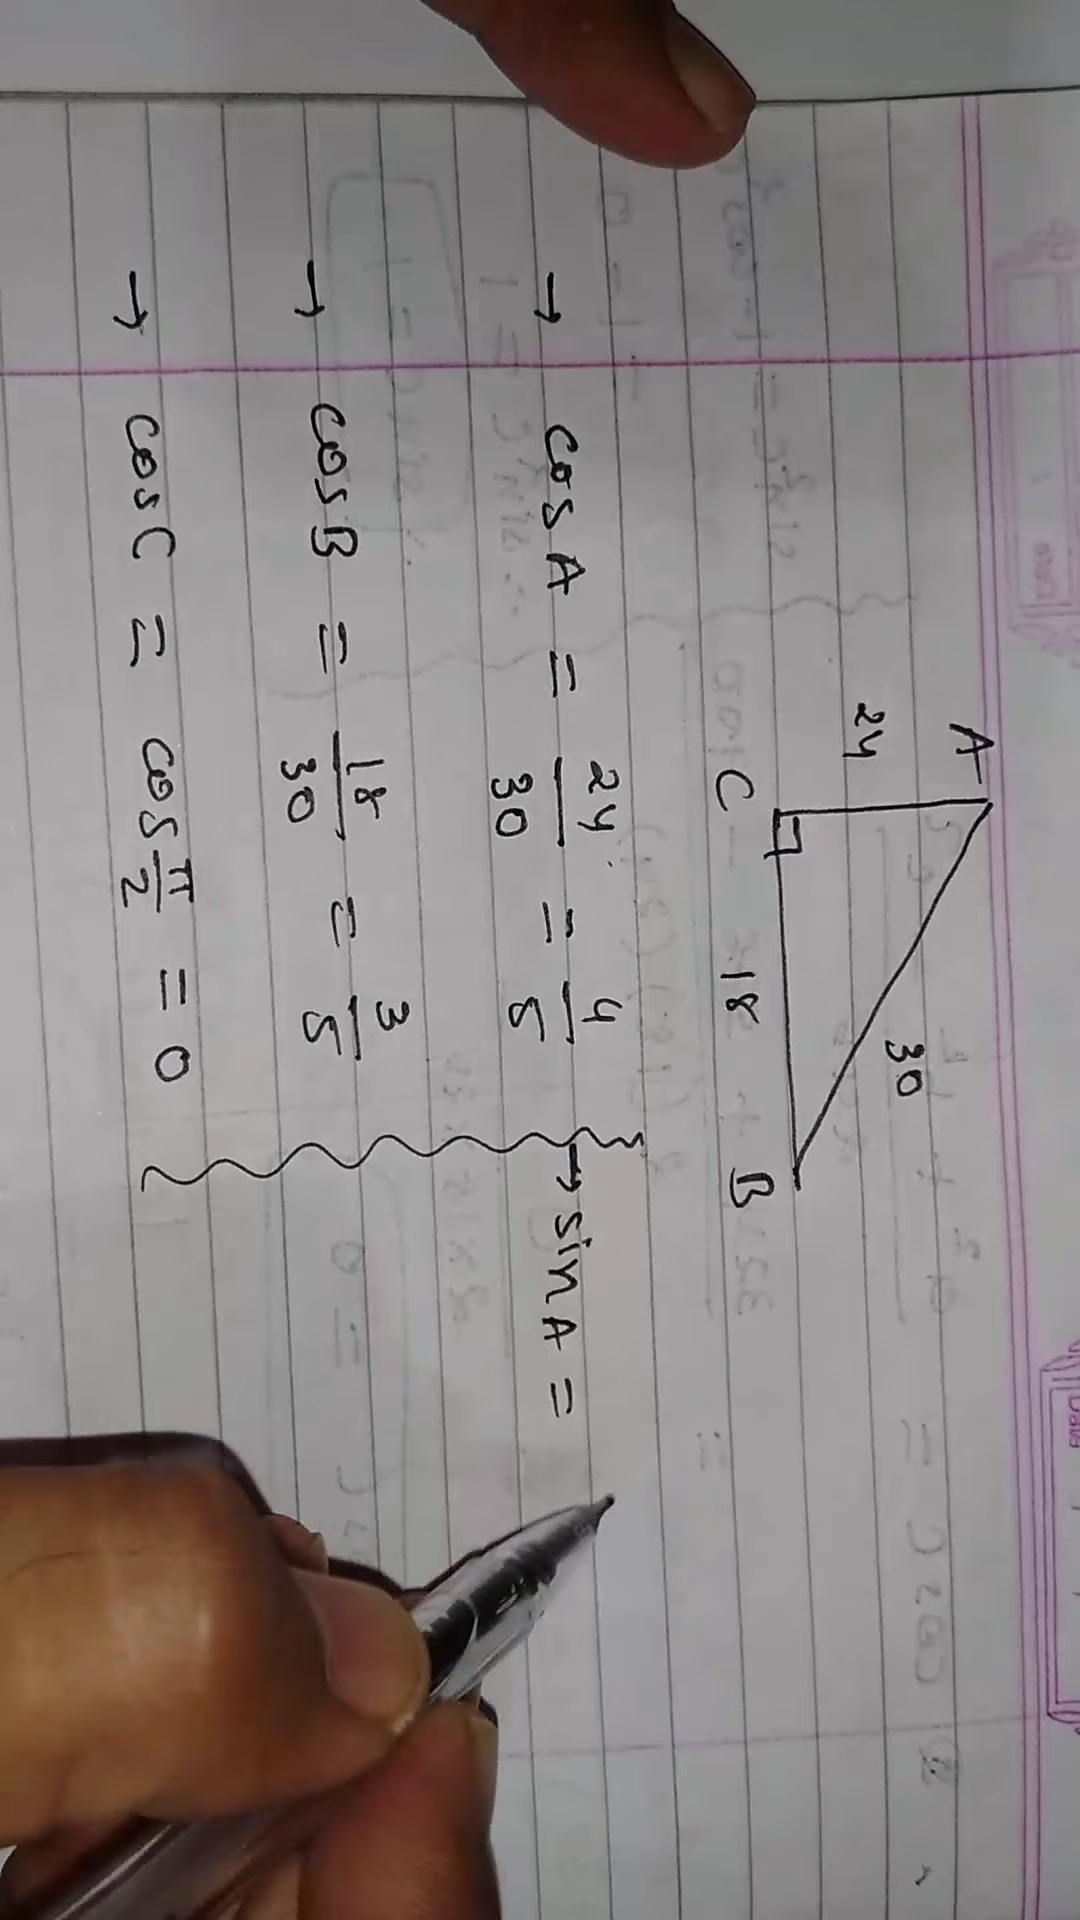 A
24
30
C
18
B
→ cos A = 24/30 = 4/5
→ sin A =
→ cos B = 18/30 = 3/5
→ cos C = cos π/2 = 0